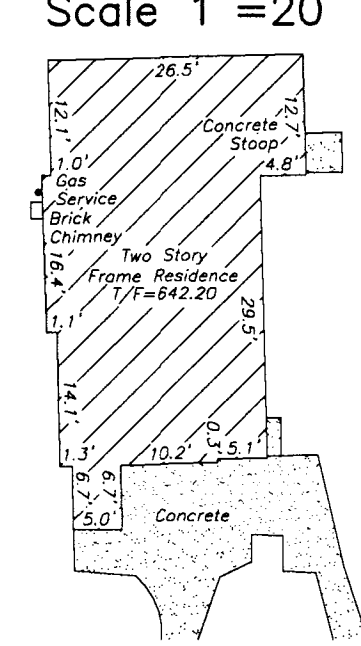 Scale 1 =20
26.5'
12.1'
12.7'
Concrete
Stoop
1.0'
4.8'
Gas
Service
Brick
Chimney
16.4'
Two Story
Frame Residence
T/F=642.20
29.5'
1.1'
14.1'
1.3'
10.2'
0.3'
5.1'
6.7'
6.7'
5.0'
Concrete